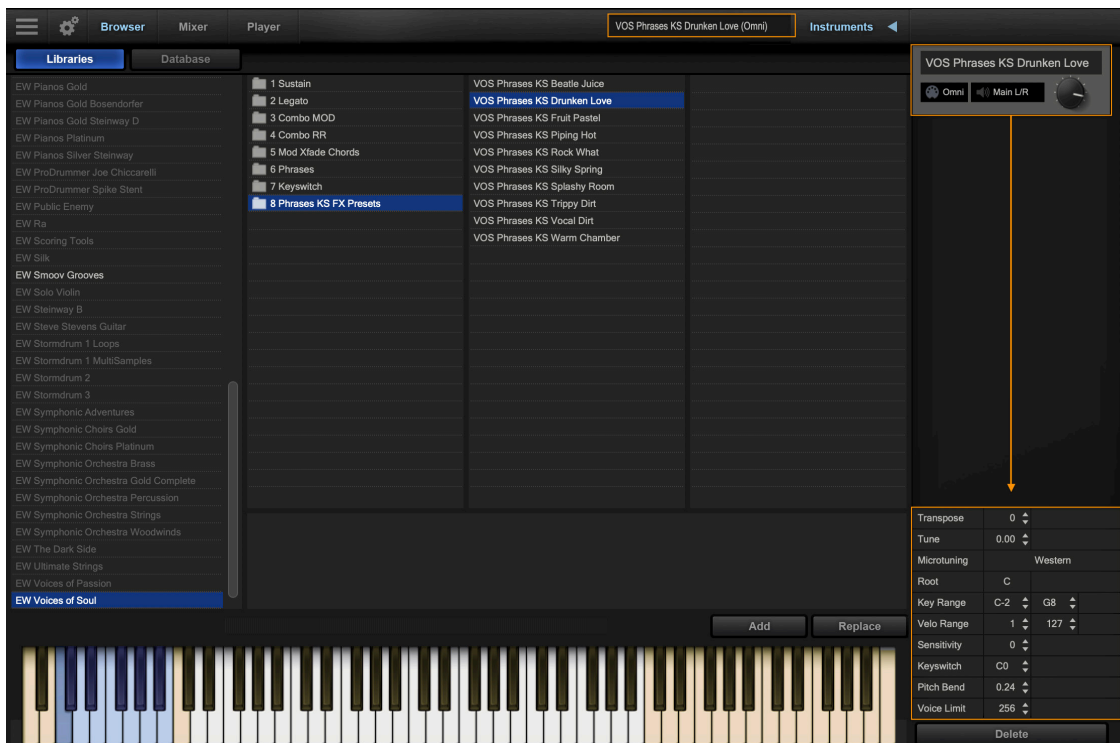 Browser
Mixer
Player
VOS Phrases KS Drunken Love (Omni)
Instruments
Libraries
Database
EW Pianos Gold
EW Pianos Gold Bosendorfer
EW Pianos Gold Steinway D
EW Pianos Platinum
EW Pianos Silver Steinway
EW ProDrummer Joe Chiccarelli
EW ProDrummer Spike Stent
EW Public Enemy
EW Ra
EW Scoring Tools
EW Silk
EW Smoov Grooves
EW Solo Violin
EW Steinway B
EW Steve Stevens Guitar
EW Stormdrum 1 Loops
EW Stormdrum 1 MultiSamples
EW Stormdrum 2
EW Stormdrum 3
EW Symphonic Adventures
EW Symphonic Choirs Gold
EW Symphonic Choirs Platinum
EW Symphonic Orchestra Brass
EW Symphonic Orchestra Gold Complete
EW Symphonic Orchestra Percussion
EW Symphonic Orchestra Strings
EW Symphonic Orchestra Woodwinds
EW The Dark Side
EW Ultimate Strings
EW Voices of Passion
EW Voices of Soul
1 Sustain
2 Legato
3 Combo MOD
4 Combo RR
5 Mod Xfade Chords
6 Phrases
7 Keyswitch
8 Phrases KS FX Presets
VOS Phrases KS Beatle Juice
VOS Phrases KS Drunken Love
VOS Phrases KS Fruit Pastel
VOS Phrases KS Piping Hot
VOS Phrases KS Rock What
VOS Phrases KS Silky Spring
VOS Phrases KS Splashy Room
VOS Phrases KS Trippy Dirt
VOS Phrases KS Vocal Dirt
VOS Phrases KS Warm Chamber
Add
Replace
VOS Phrases KS Drunken Love
Omni
Main L/R
Transpose 0
Tune 0.00
Microtuning Western
Root C
Key Range C-2 G8
Velo Range 1 127
Sensitivity 0
Keyswitch C0
Pitch Bend 0.24
Voice Limit 256
Delete